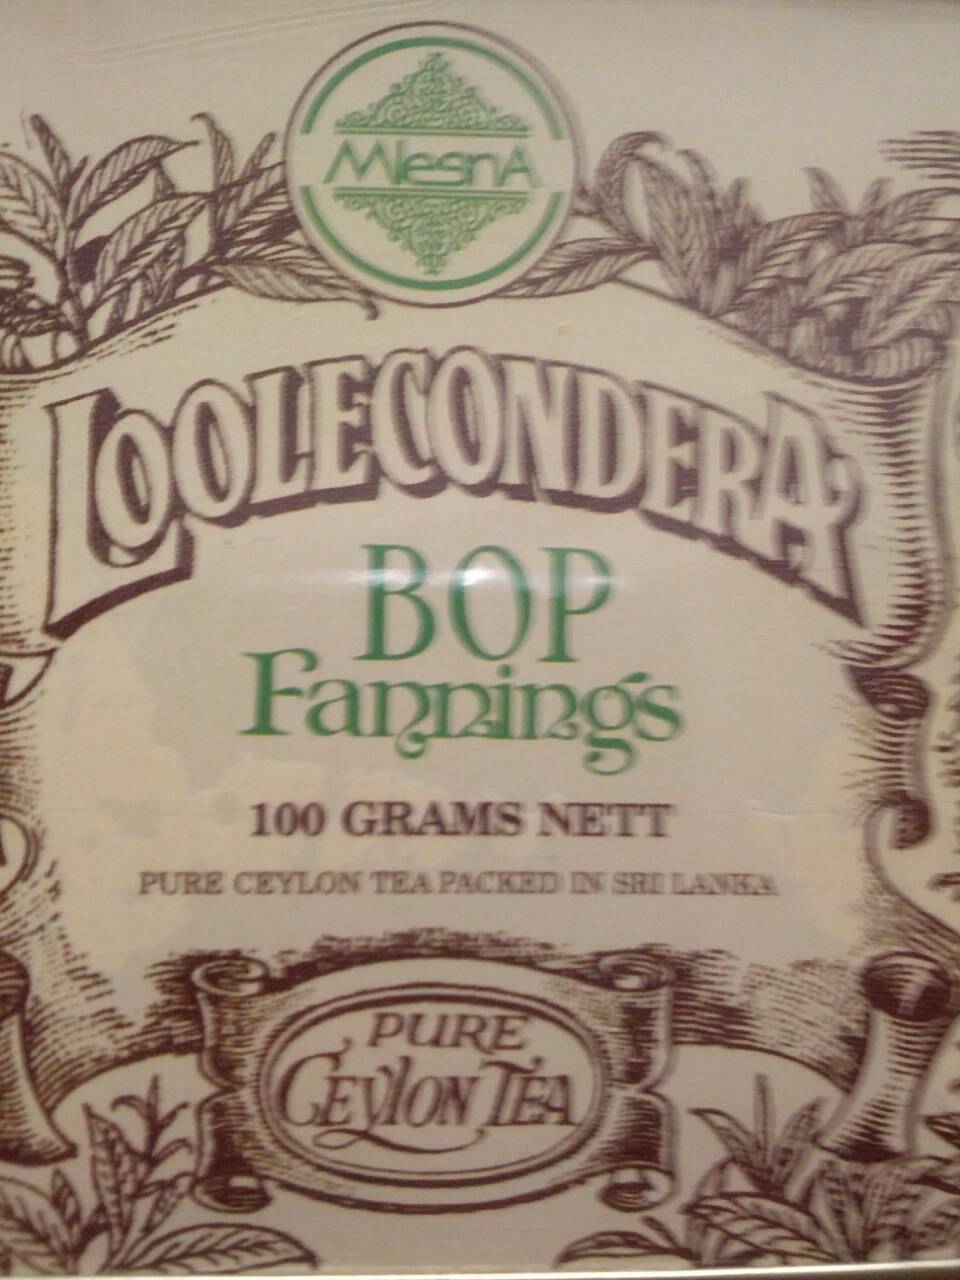 MlesnA
LOOLECONDERA
BOP
Fannings
100 GRAMS NETT
PURE CEYLON TEA PACKED IN SRI LANKA
PURE
CEYLON TEA